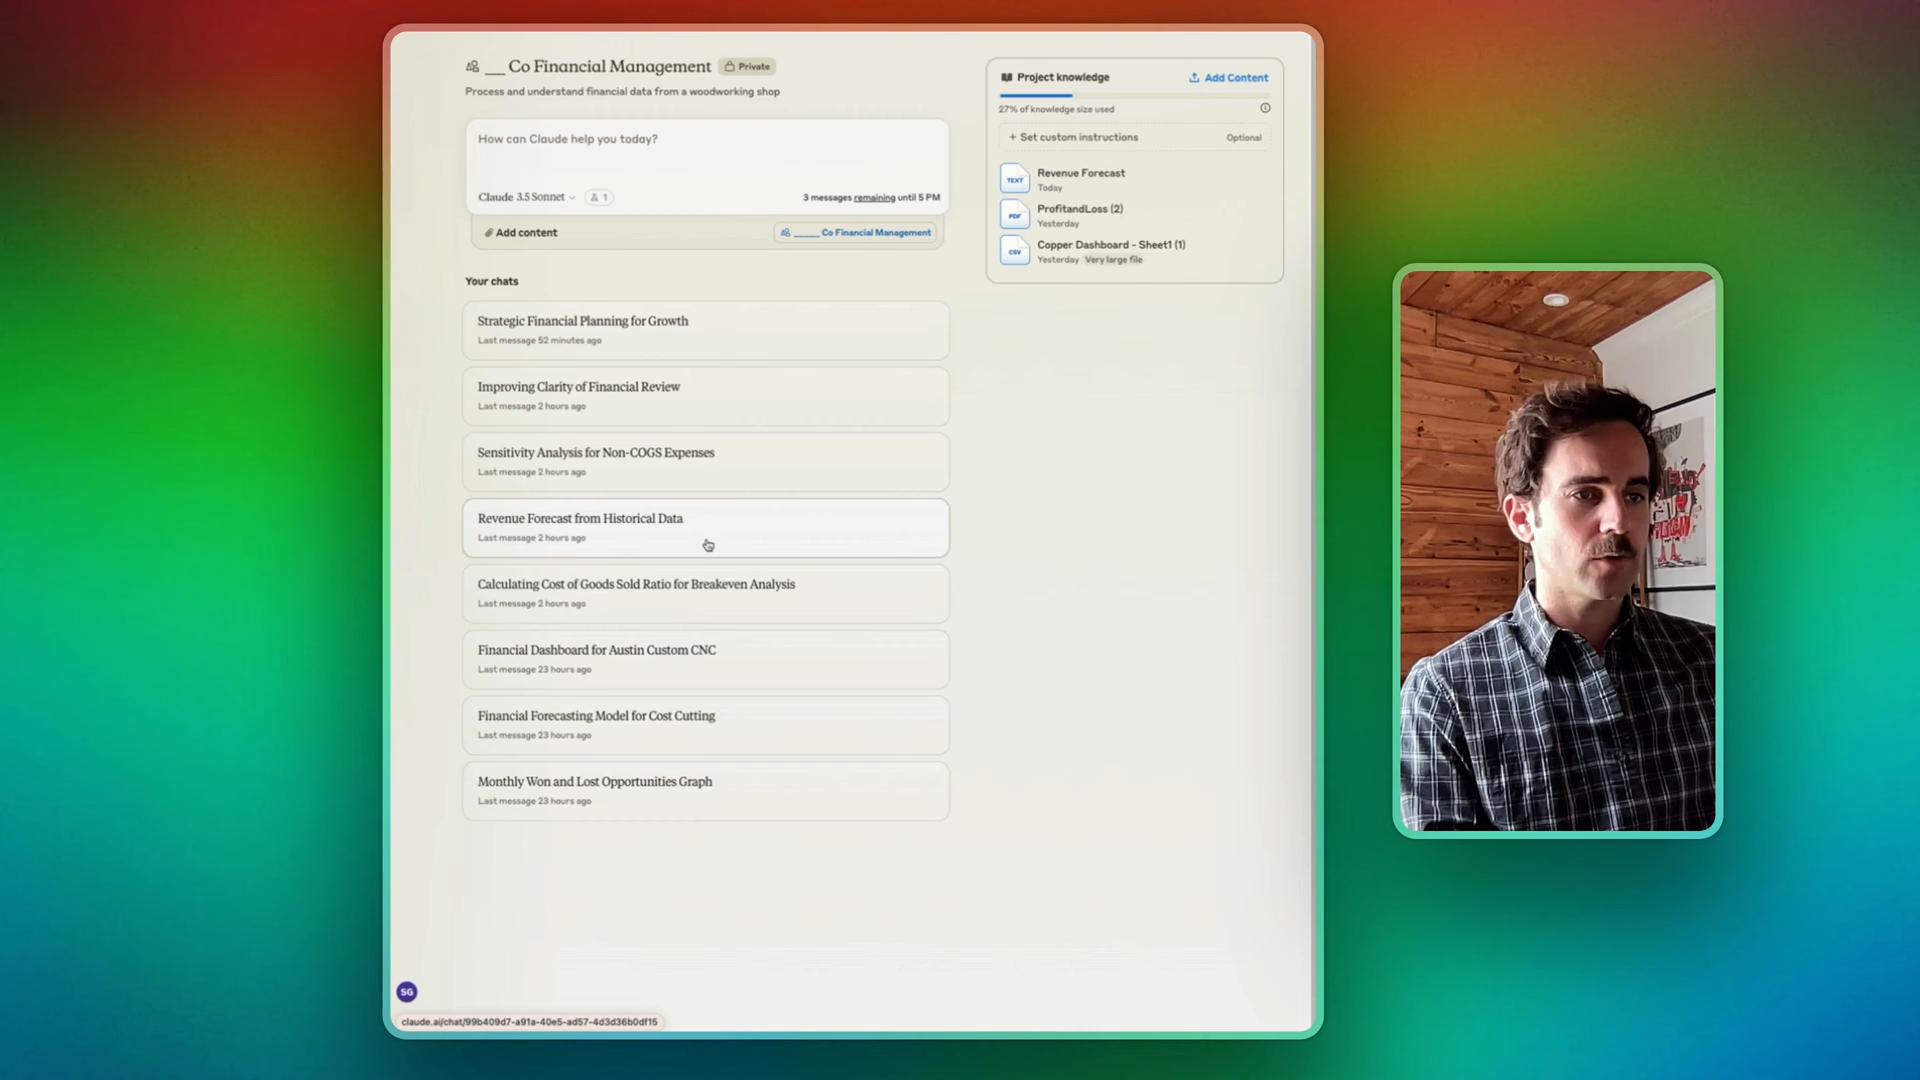 ___ Co Financial Management
Private
Process and understand financial data from a woodworking shop
How can Claude help you today?
Claude 3.5 Sonnet
1
3 messages remaining until 5 PM
Add content
_____ Co Financial Management
Your chats
Strategic Financial Planning for Growth
Last message 52 minutes ago
Improving Clarity of Financial Review
Last message 2 hours ago
Sensitivity Analysis for Non-COGS Expenses
Last message 2 hours ago
Revenue Forecast from Historical Data
Last message 2 hours ago
Calculating Cost of Goods Sold Ratio for Breakeven Analysis
Last message 2 hours ago
Financial Dashboard for Austin Custom CNC
Last message 23 hours ago
Financial Forecasting Model for Cost Cutting
Last message 23 hours ago
Monthly Won and Lost Opportunities Graph
Last message 23 hours ago
Project knowledge
Add Content
27% of knowledge size used
+ Set custom instructions
Optional
TEXT
Revenue Forecast
Today
PDF
ProfitandLoss (2)
Yesterday
CSV
Copper Dashboard - Sheet1 (1)
Yesterday Very large file
SG
claude.ai/chat/99b409d7-a91a-40e5-ad57-4d3d36b0df15